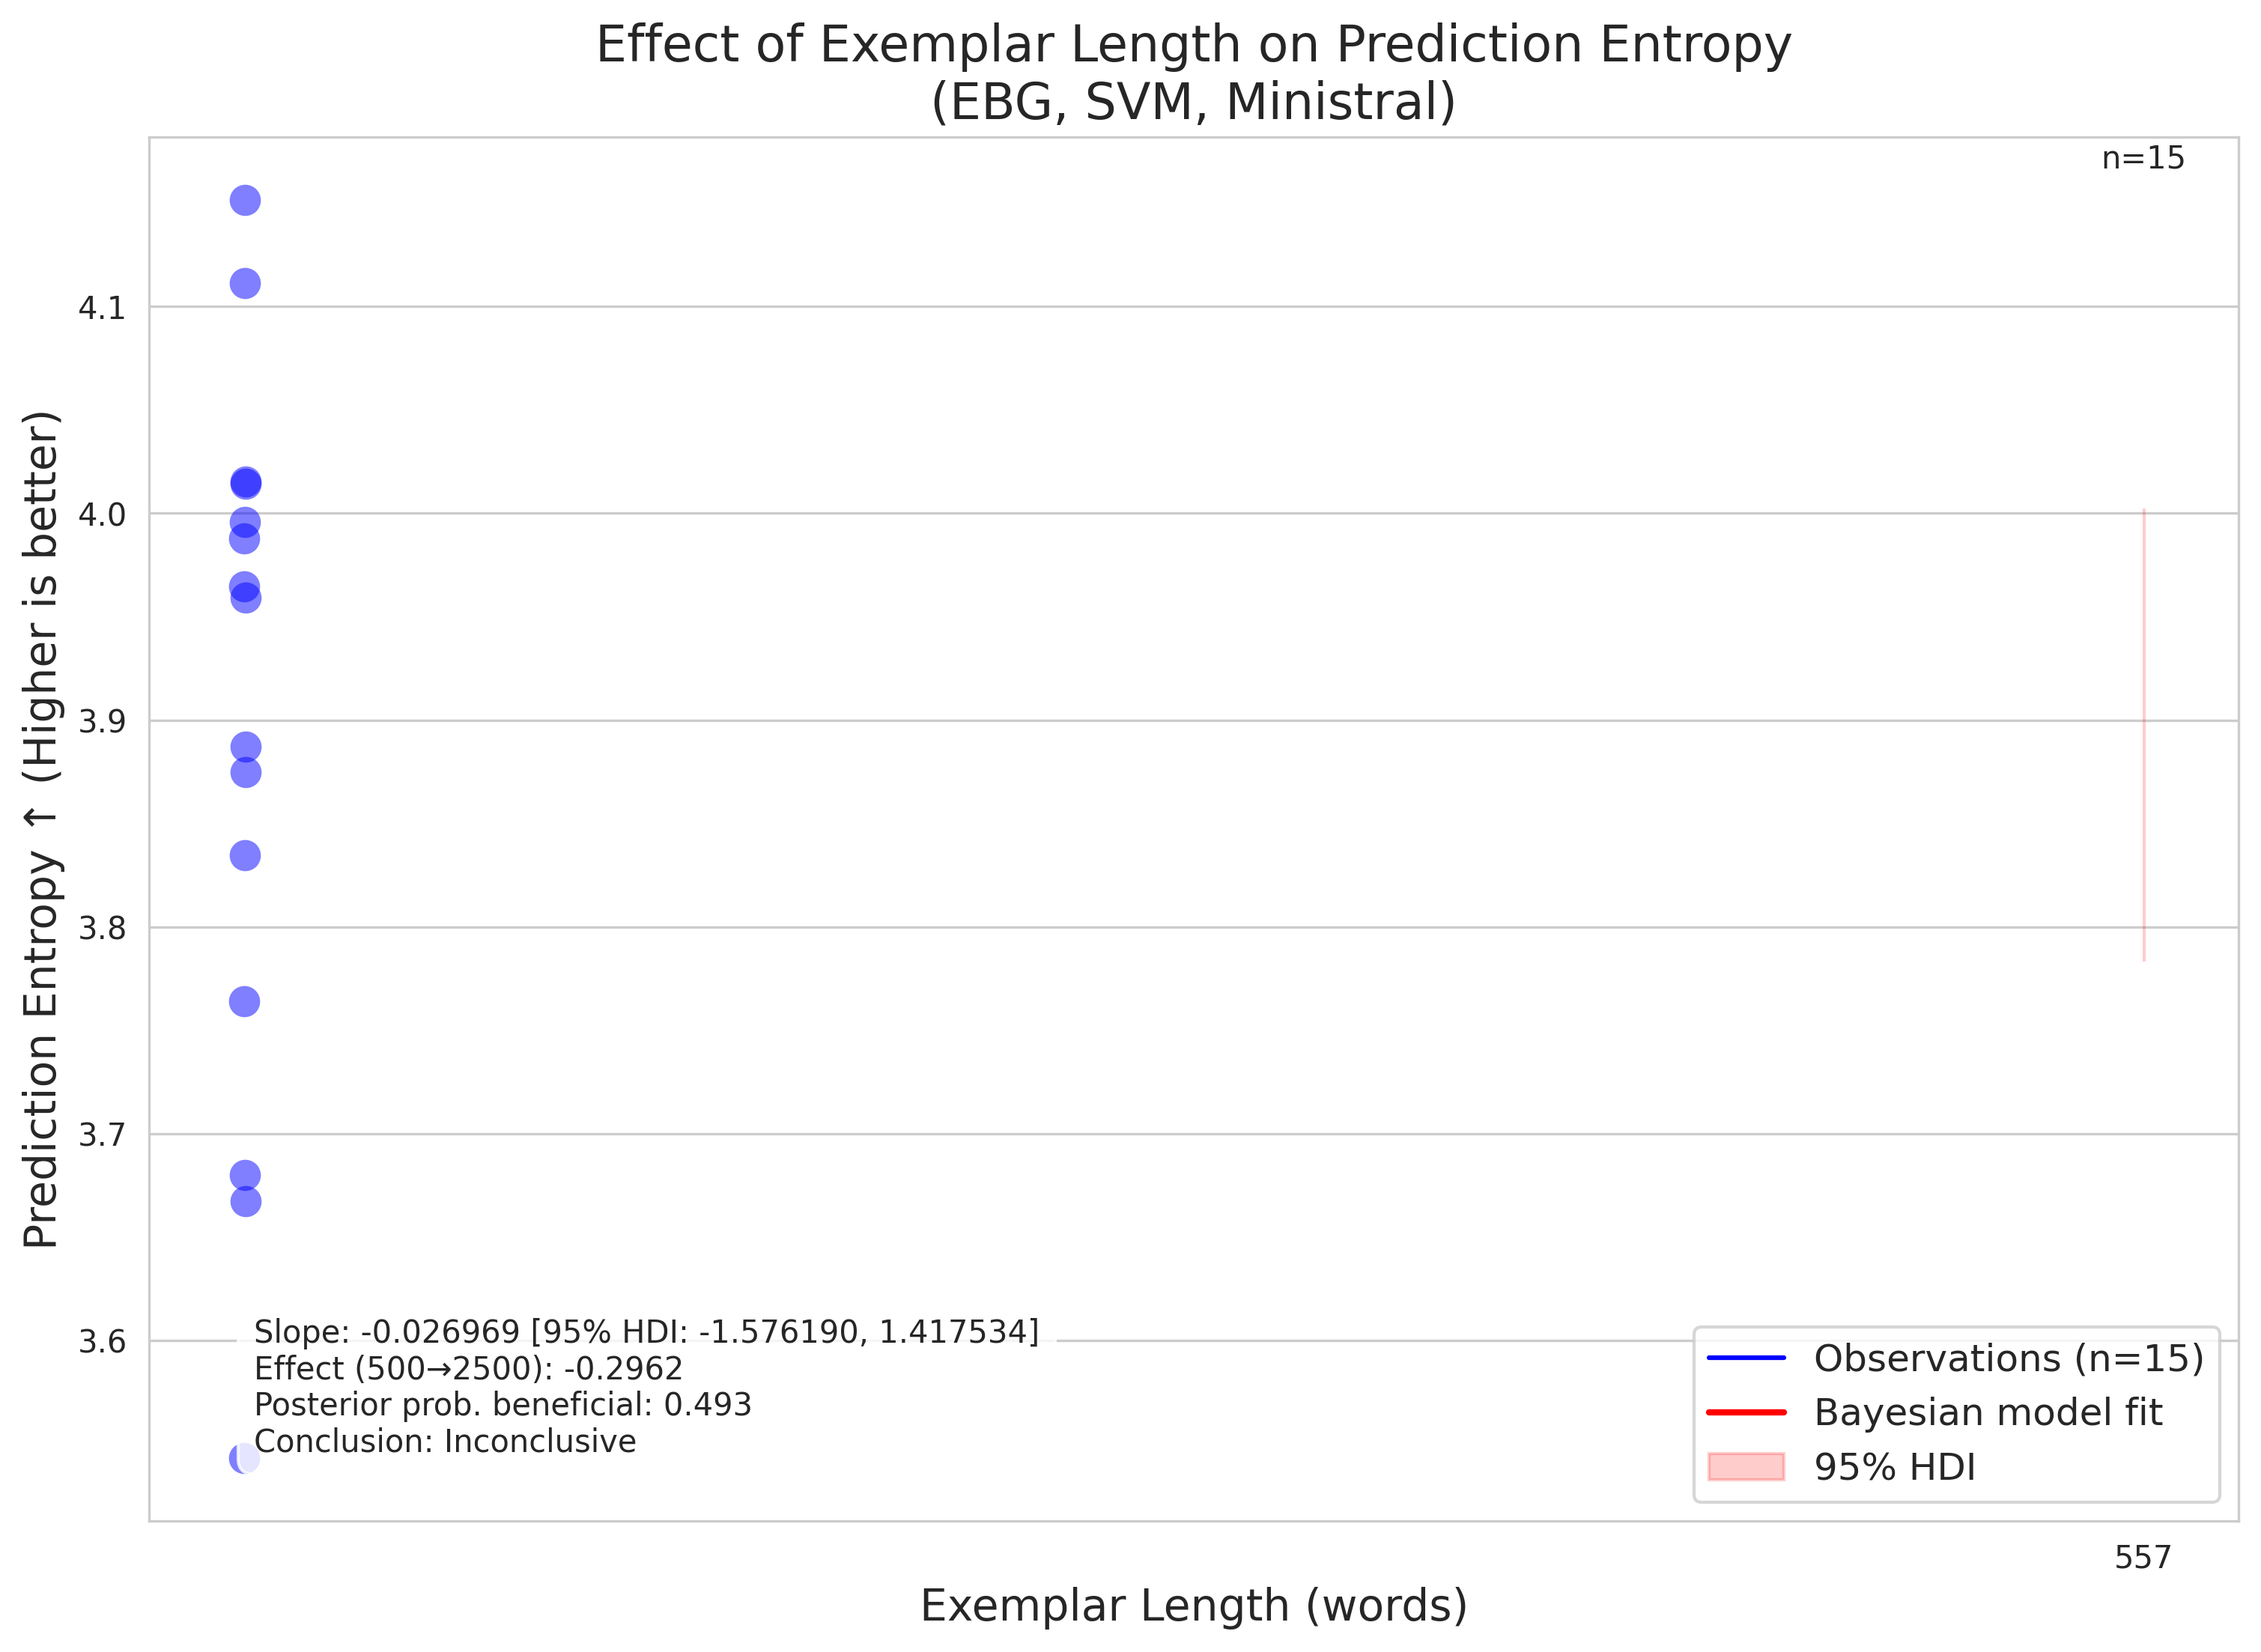 Effect of Exemplar Length on Prediction Entropy
(EBG, SVM, Ministral)
n=15
Prediction Entropy ↑ (Higher is better)
4.1
4.0
3.9
3.8
3.7
3.6
Slope: -0.026969 [95% HDI: -1.576190, 1.417534]
Effect (500→2500): -0.2962
Posterior prob. beneficial: 0.493
Conclusion: Inconclusive
Observations (n=15)
Bayesian model fit
95% HDI
557
Exemplar Length (words)